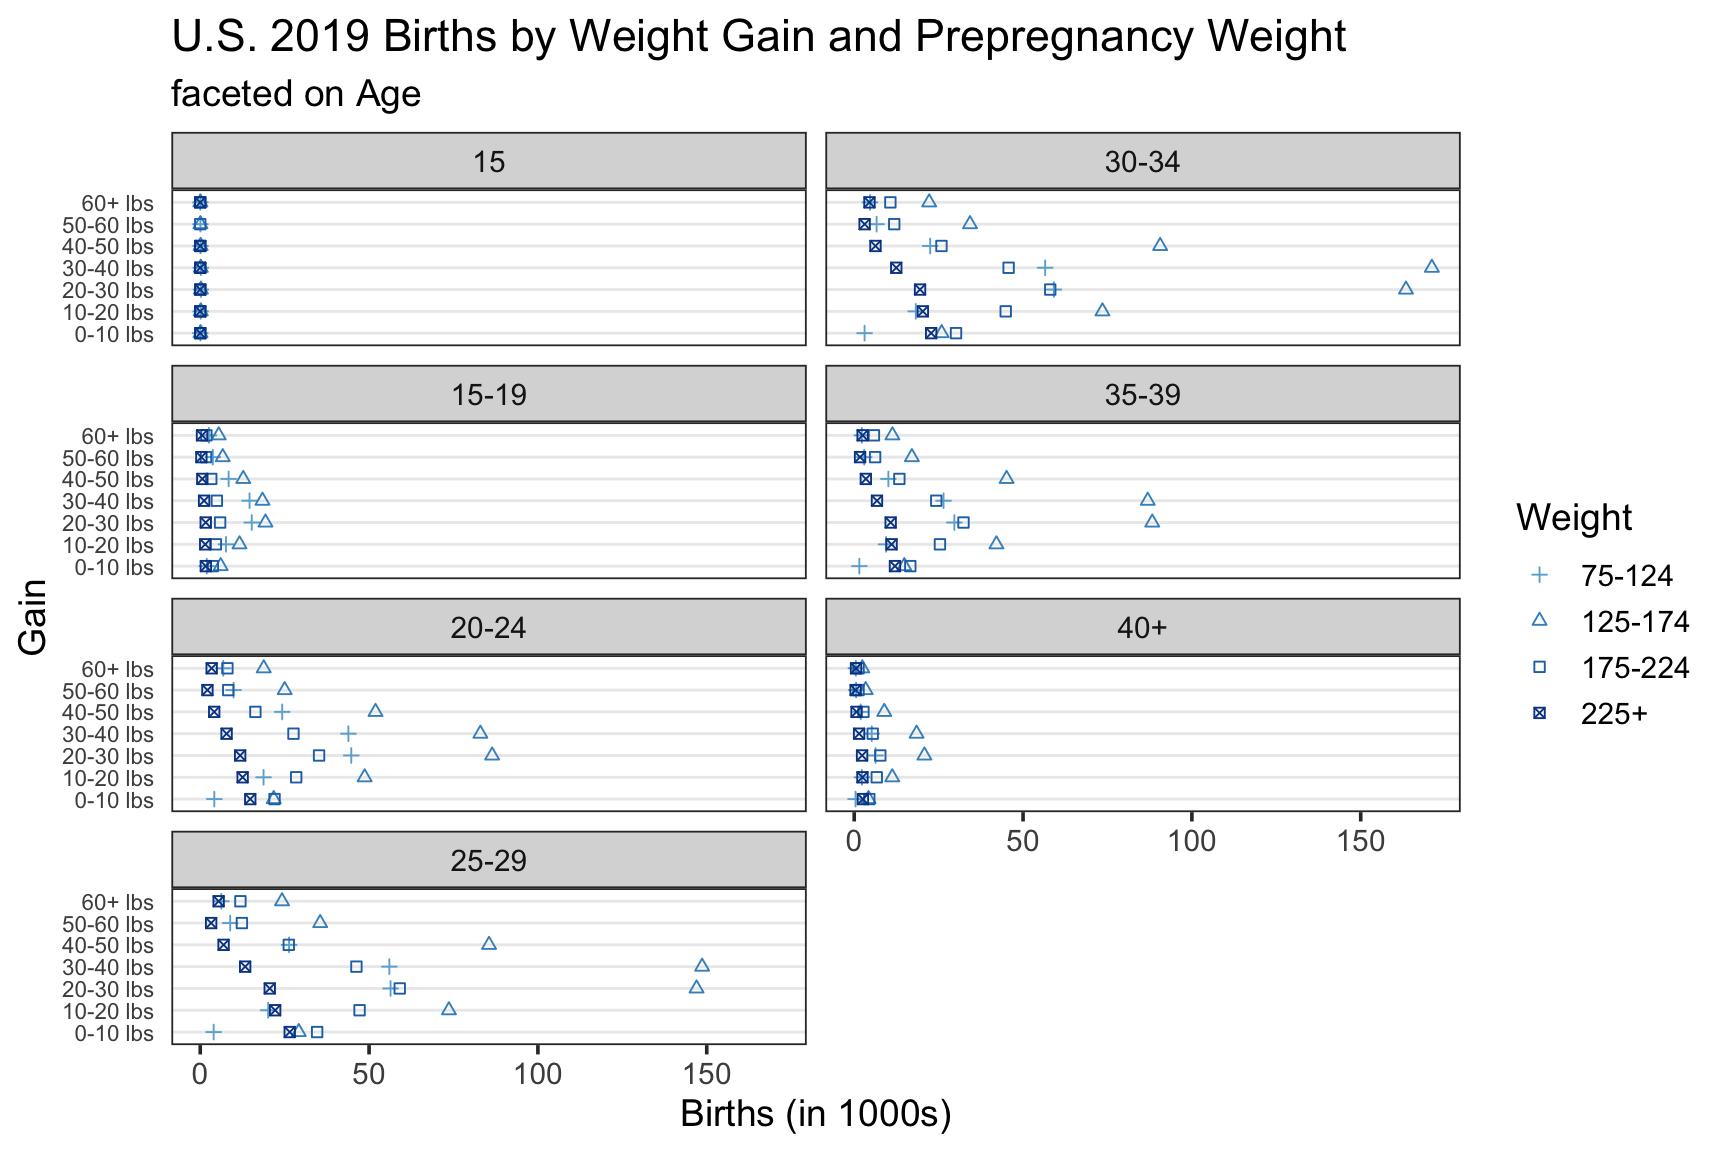 U.S. 2019 Births by Weight Gain and Prepregnancy Weight
faceted on Age
15
60+ lbs
50-60 lbs
40-50 lbs
30-40 lbs
20-30 lbs
10-20 lbs
0-10 lbs
30-34
15-19
60+ lbs
50-60 lbs
40-50 lbs
30-40 lbs
20-30 lbs
10-20 lbs
0-10 lbs
35-39
20-24
60+ lbs
50-60 lbs
40-50 lbs
30-40 lbs
20-30 lbs
10-20 lbs
0-10 lbs
40+
0 50 100 150
25-29
60+ lbs
50-60 lbs
40-50 lbs
30-40 lbs
20-30 lbs
10-20 lbs
0-10 lbs
0 50 100 150
Gain
Births (in 1000s)
Weight
75-124
125-174
175-224
225+